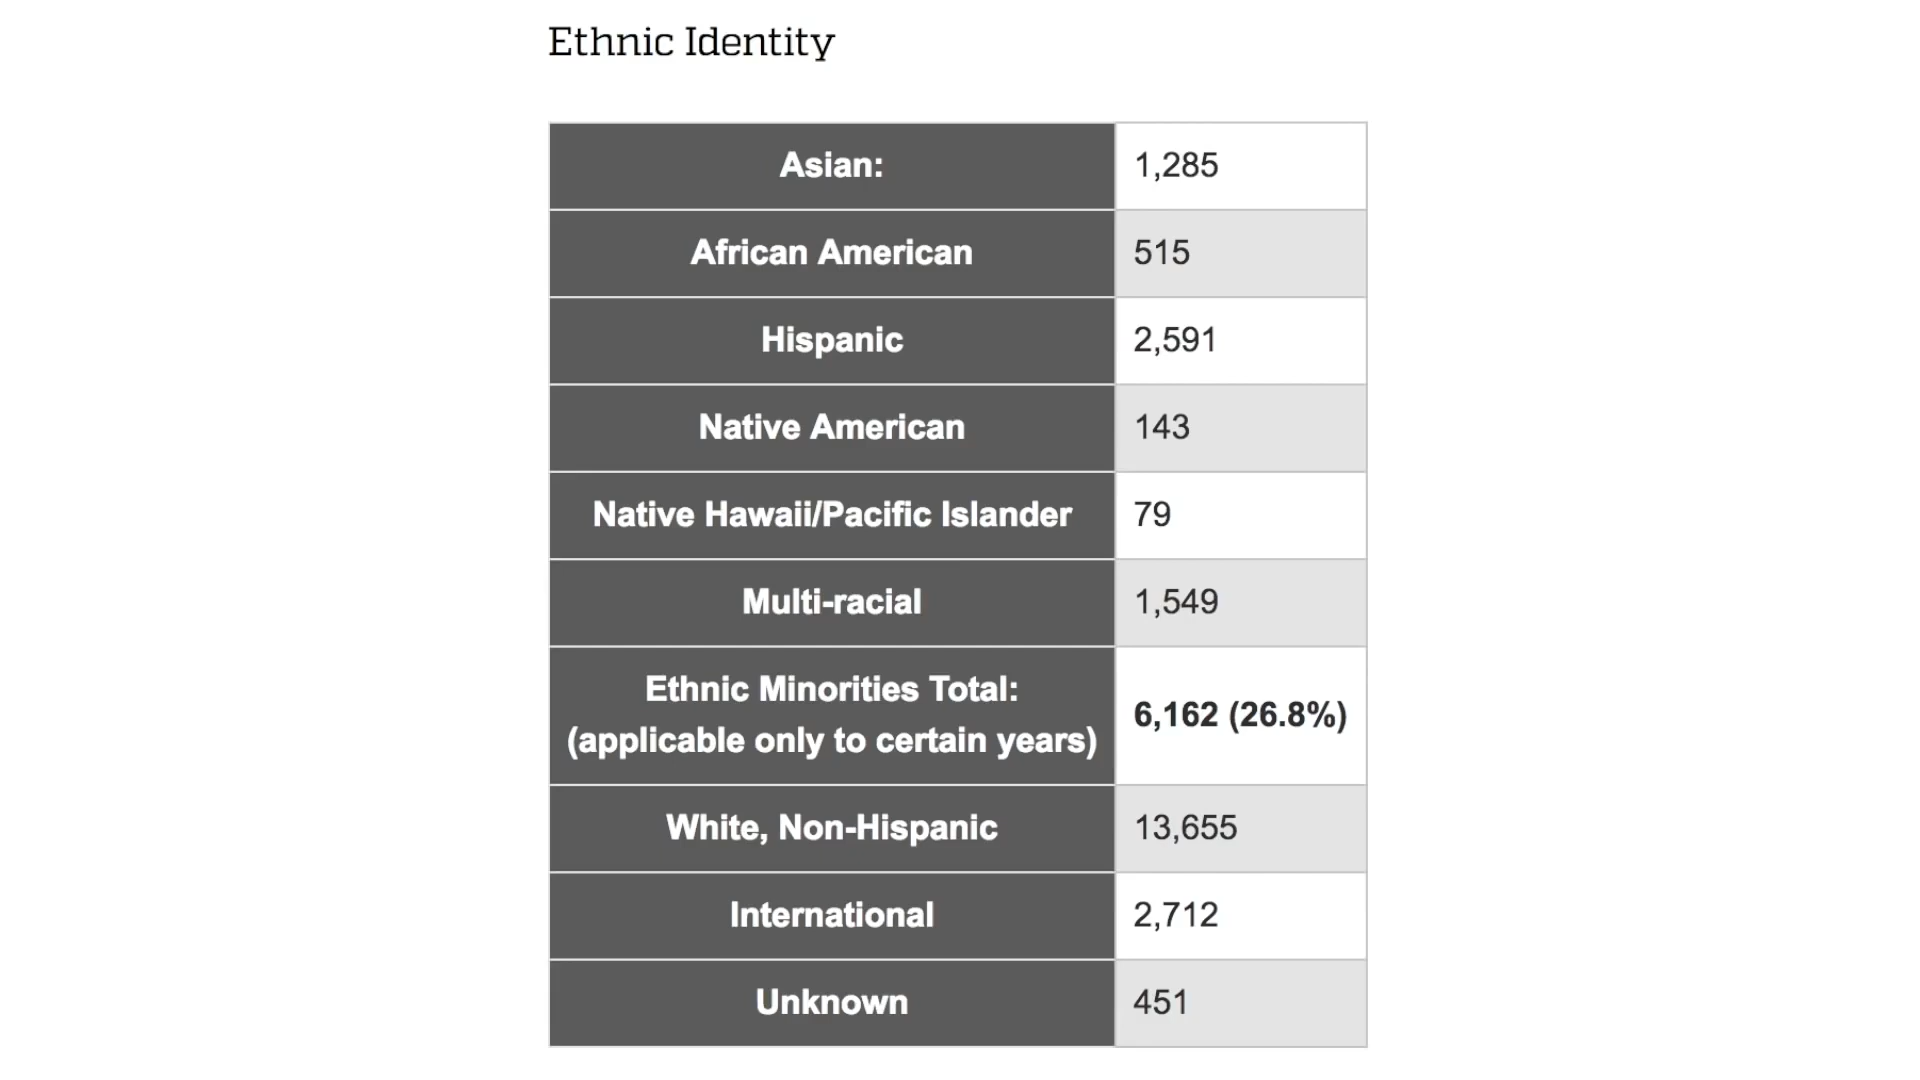 Ethnic Identity
Asian: 1,285
African American 515
Hispanic 2,591
Native American 143
Native Hawaii/Pacific Islander 79
Multi-racial 1,549
Ethnic Minorities Total:
(applicable only to certain years) 6,162 (26.8%)
White, Non-Hispanic 13,655
International 2,712
Unknown 451